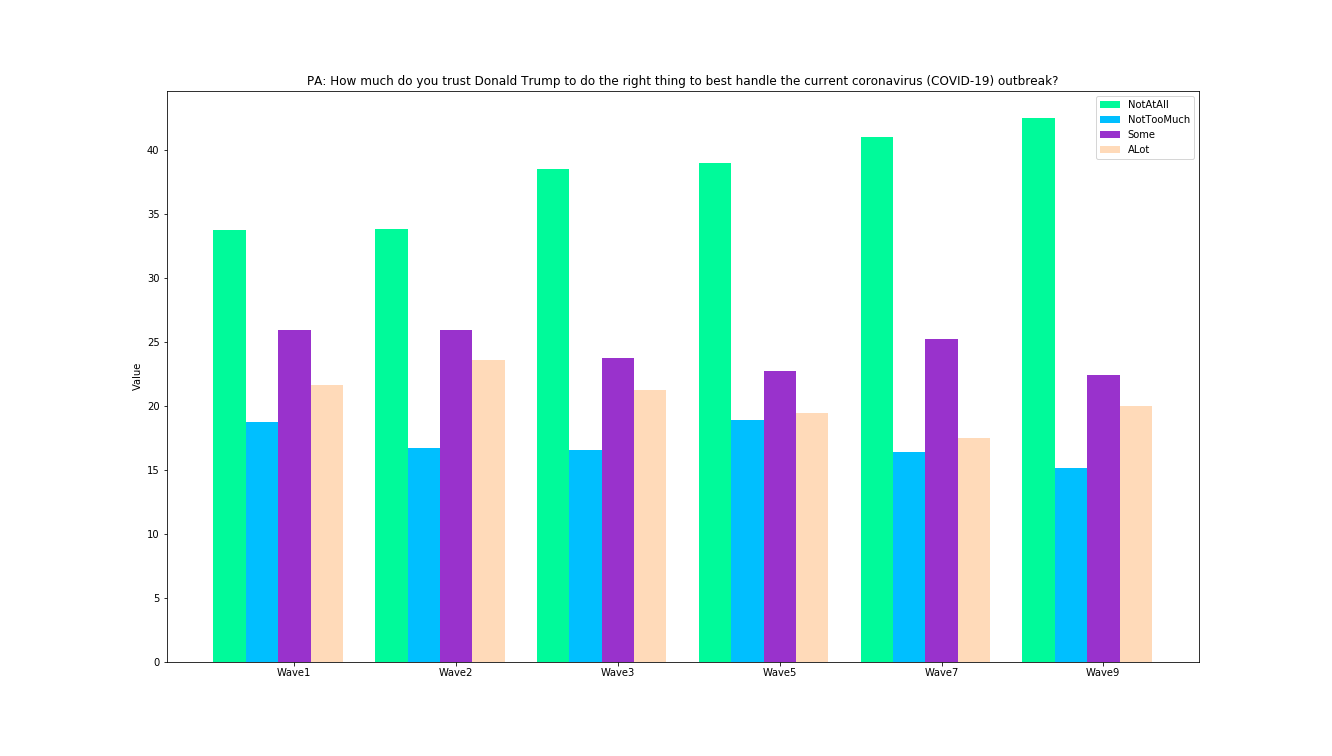 PA: How much do you trust Donald Trump to do the right thing to best handle the current coronavirus (COVID-19) outbreak?
NotAtAll
NotTooMuch
Some
ALot
Value
40
35
30
25
20
15
10
5
0
Wave1 Wave2 Wave3 Wave5 Wave7 Wave9